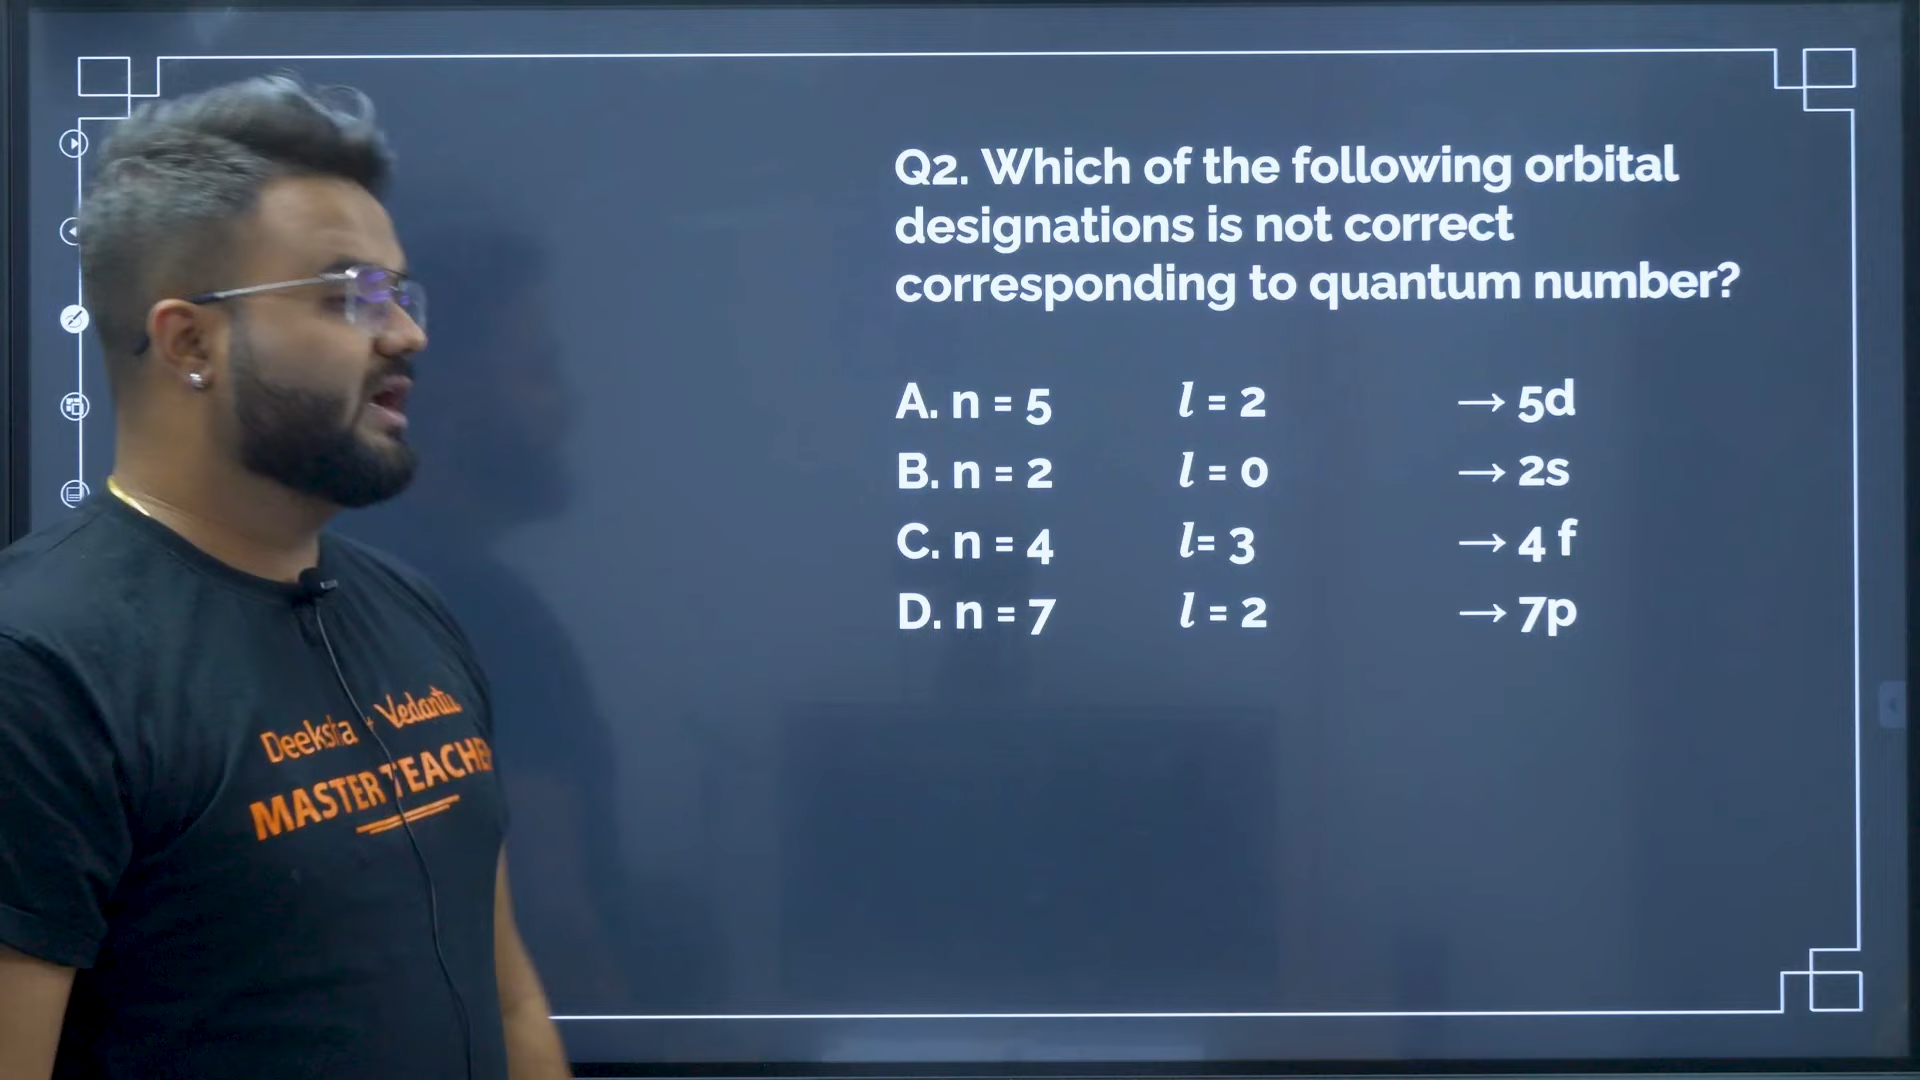 Q2. Which of the following orbital
designations is not correct
corresponding to quantum number?
A. n = 5 l = 2 → 5d
B. n = 2 l = 0 → 2s
C. n = 4 l= 3 → 4 f
D. n = 7 l = 2 → 7p
Deeksha Vedantu
MASTER TEACHER